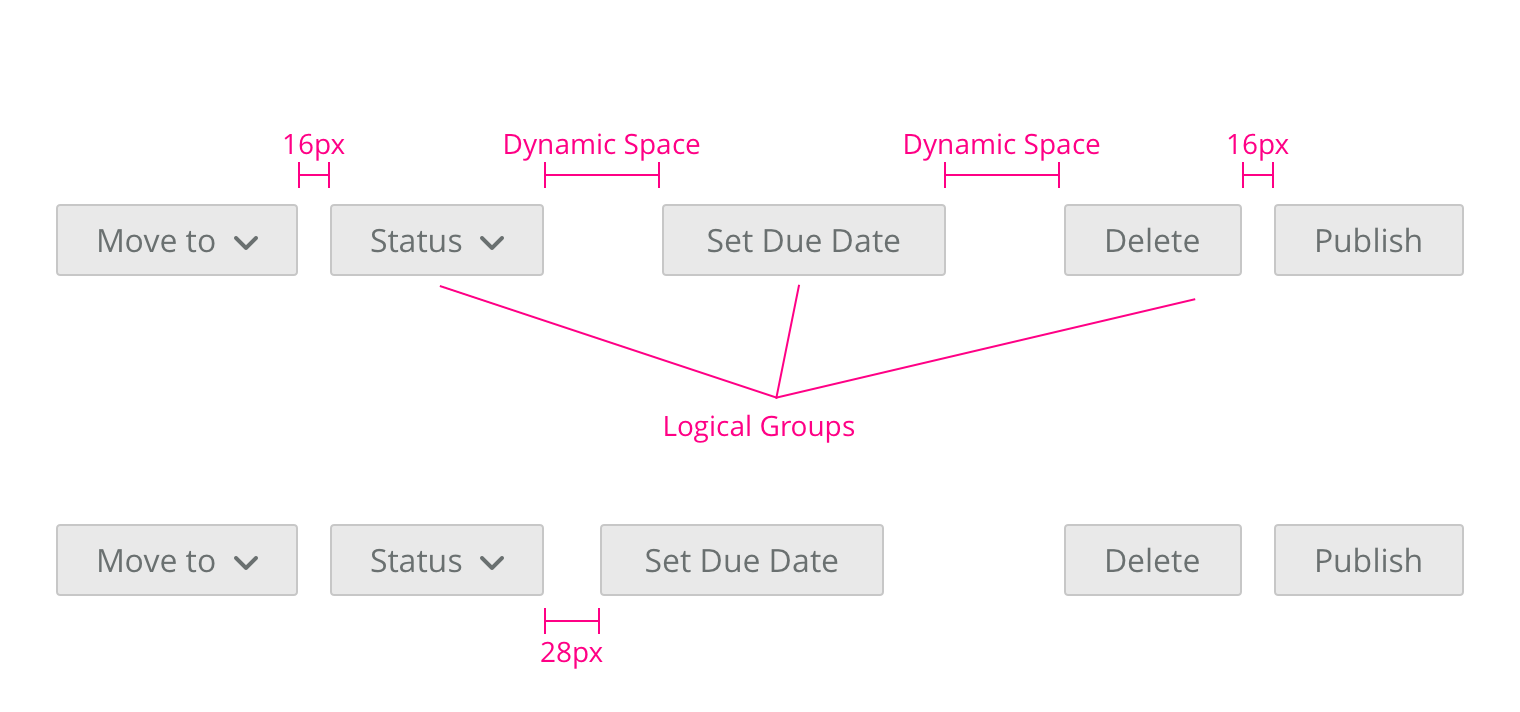 16px Dynamic Space Dynamic Space 16px
Move to Status Set Due Date Delete Publish
Logical Groups
Move to Status Set Due Date Delete Publish
28px